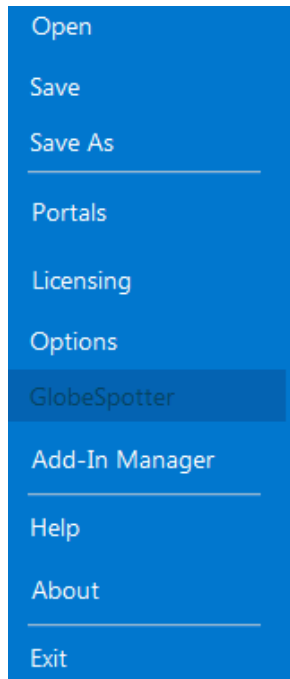 Open
Save
Save As
Portals
Licensing
Options
GlobeSpotter
Add-In Manager
Help
About
Exit